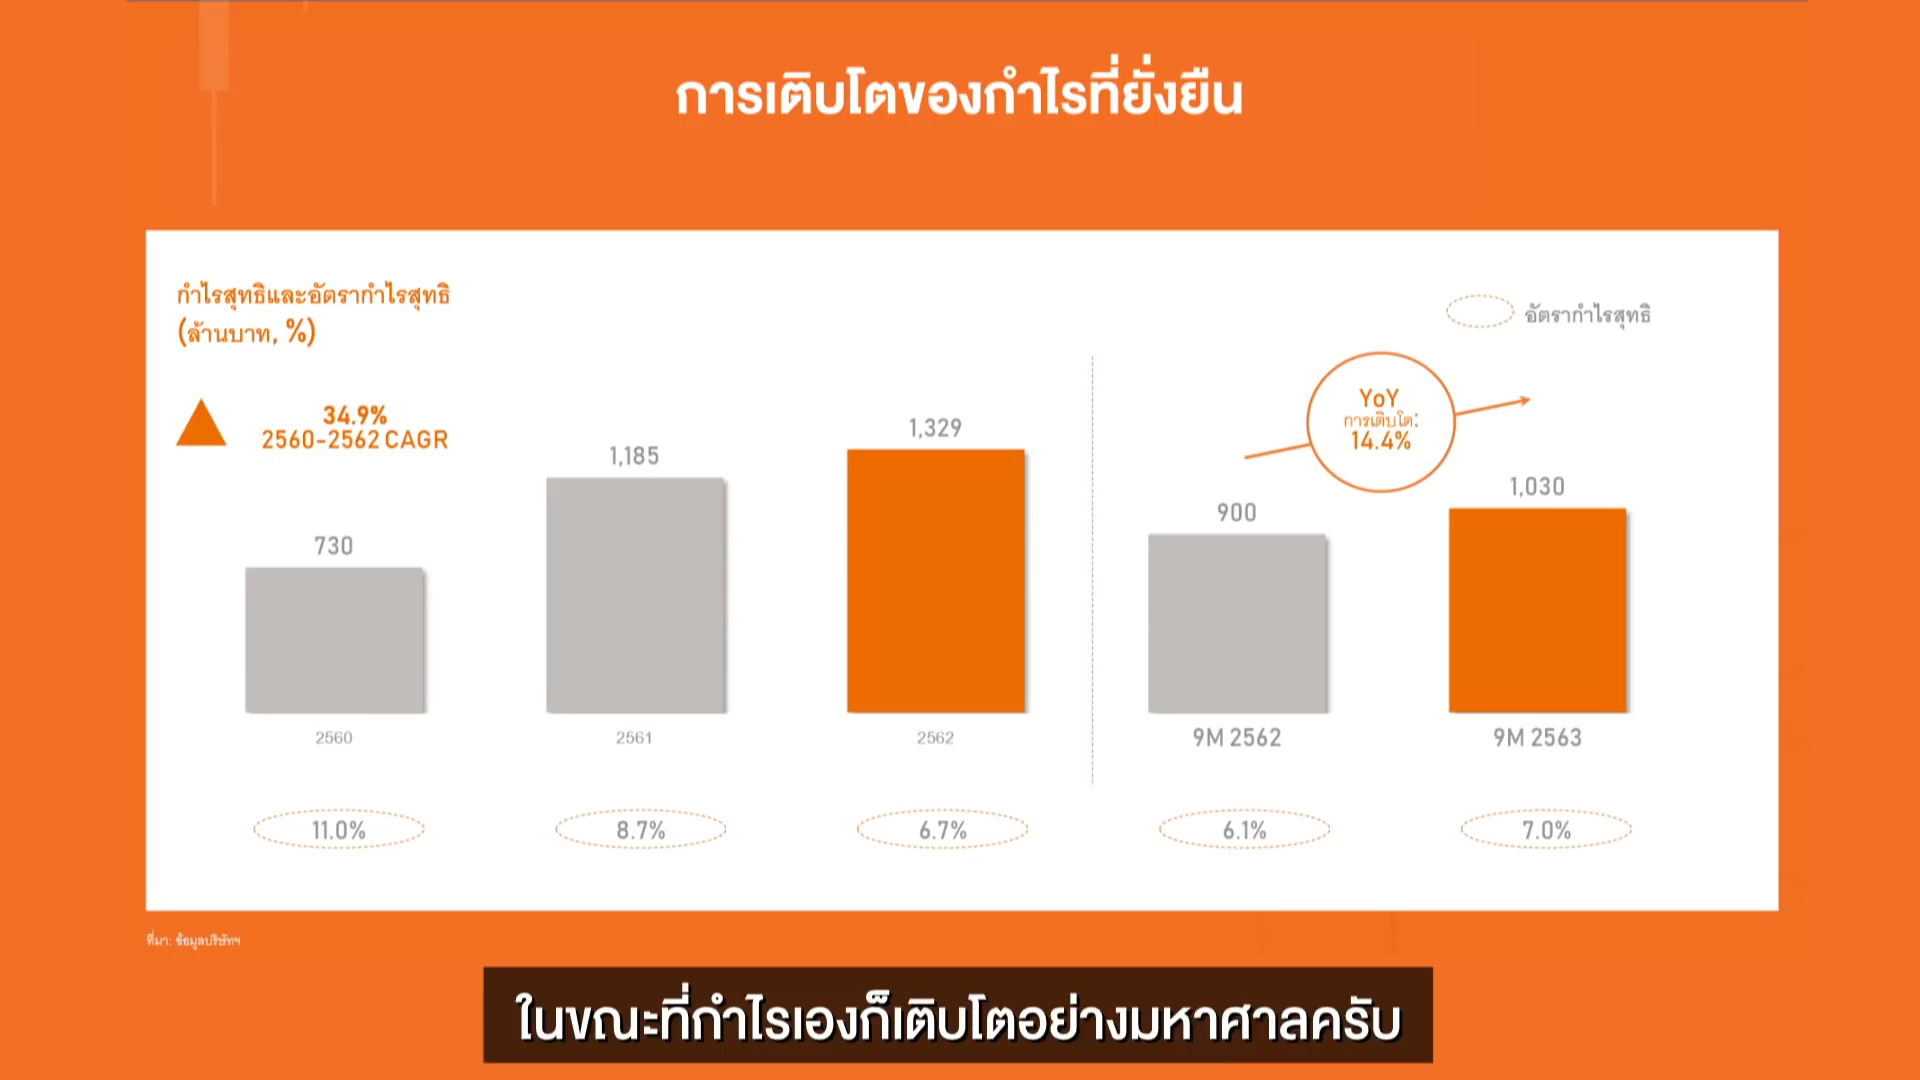 การเติบโตของกำไรที่ยั่งยืน
กำไรสุทธิและอัตรากำไรสุทธิ
(ล้านบาท, %)
อัตรากำไรสุทธิ
34.9%
2560-2562 CAGR
YoY
การเติบโต:
14.4%
730
1,185
1,329
900
1,030
2560
2561
2562
9M 2562
9M 2563
11.0%
8.7%
6.7%
6.1%
7.0%
ที่มา: ข้อมูลบริษัทฯ
ในขณะที่กำไรเองก็เติบโตอย่างมหาศาลครับ